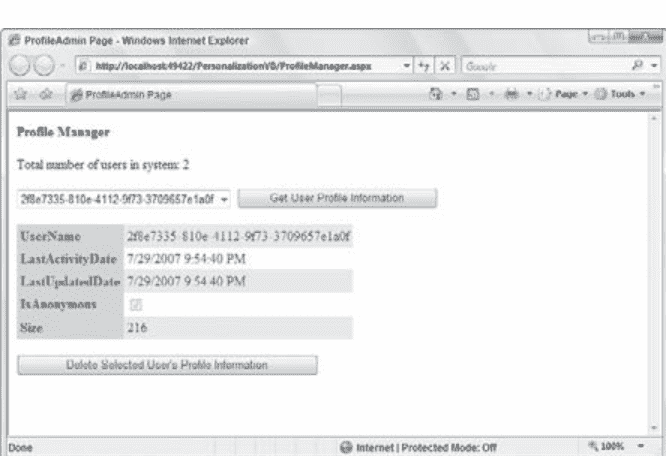 ProfileAdmin Page - Windows Internet Explorer
http://localhost:49422/PersonalizationVB/ProfileManager.aspx
Google
ProfileAdmin Page
Page
Tools
Profile Manager
Total number of users in system: 2
2f8e7335-810e-4112-9f73-3709657e1a0f
Get User Profile Information
UserName 2f8e7335-810e-4112-9f73-3709657e1a0f
LastActivityDate 7/29/2007 9:54:40 PM
LastUpdatedDate 7/29/2007 9:54:40 PM
IsAnonymous
Size 216
Delete Selected User's Profile Information
Done
Internet | Protected Mode: Off
100%